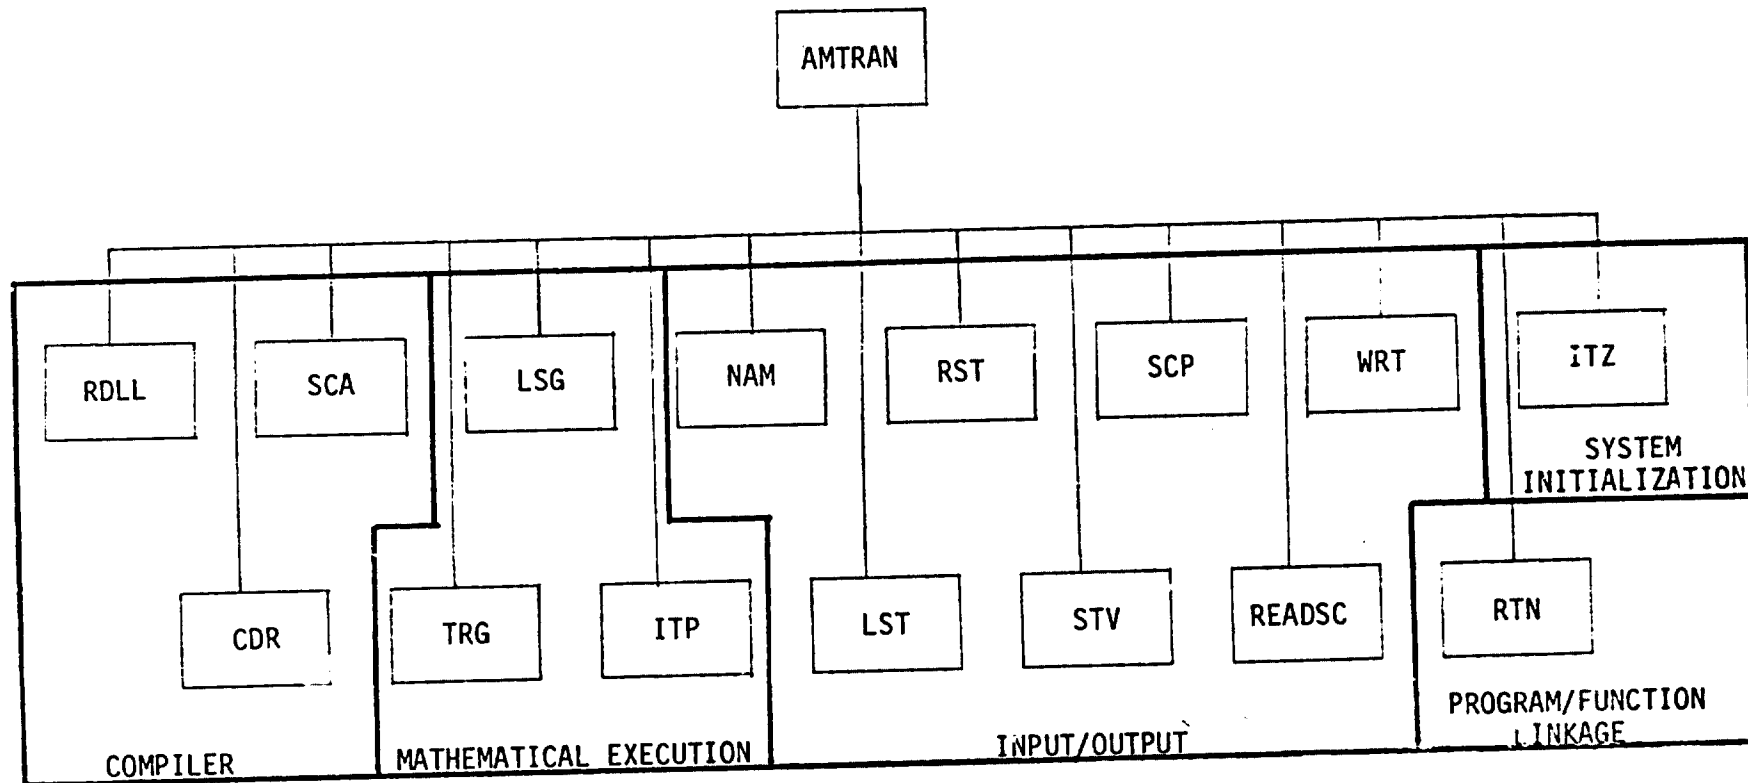 AMTRAN
RDLL
SCA
LSG
NAM
RST
SCP
WRT
ITZ
SYSTEM
INITIALIZATION
CDR
TRG
ITP
LST
STV
READSC
RTN
COMPILER
MATHEMATICAL EXECUTION
INPUT/OUTPUT
PROGRAM/FUNCTION
LINKAGE